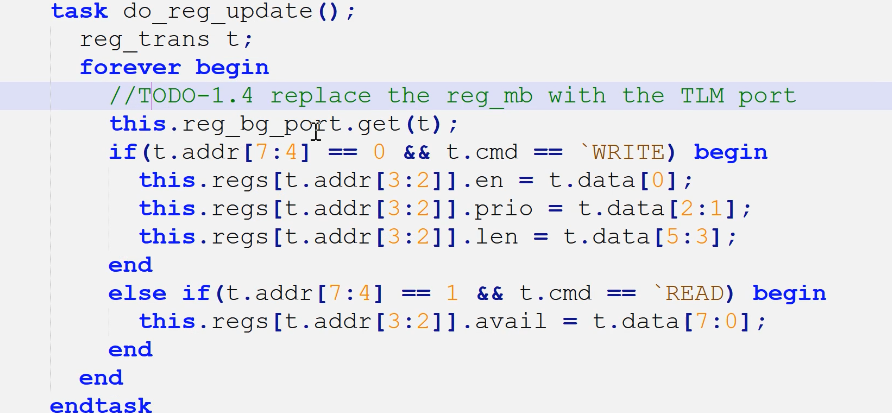 task do_reg_update();
reg_trans t;
forever begin
//TODO-1.4 replace the reg_mb with the TLM port
this.reg_bg_port.get(t);
if(t.addr[7:4] == 0 && t.cmd == `WRITE) begin
this.regs[t.addr[3:2]].en = t.data[0];
this.regs[t.addr[3:2]].prio = t.data[2:1];
this.regs[t.addr[3:2]].len = t.data[5:3];
end
else if(t.addr[7:4] == 1 && t.cmd == `READ) begin
this.regs[t.addr[3:2]].avail = t.data[7:0];
end
end
endtask